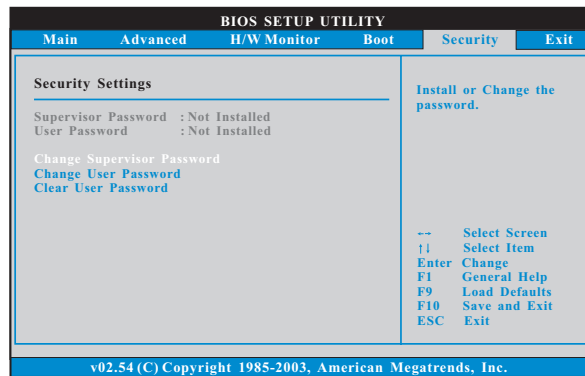 BIOS SETUP UTILITY
Main Advanced H/W Monitor Boot Security Exit
Security Settings
Supervisor Password : Not Installed
User Password : Not Installed
Change Supervisor Password
Change User Password
Clear User Password
Install or Change the
password.
←→ Select Screen
↑↓ Select Item
Enter Change
F1 General Help
F9 Load Defaults
F10 Save and Exit
ESC Exit
v02.54 (C) Copyright 1985-2003, American Megatrends, Inc.